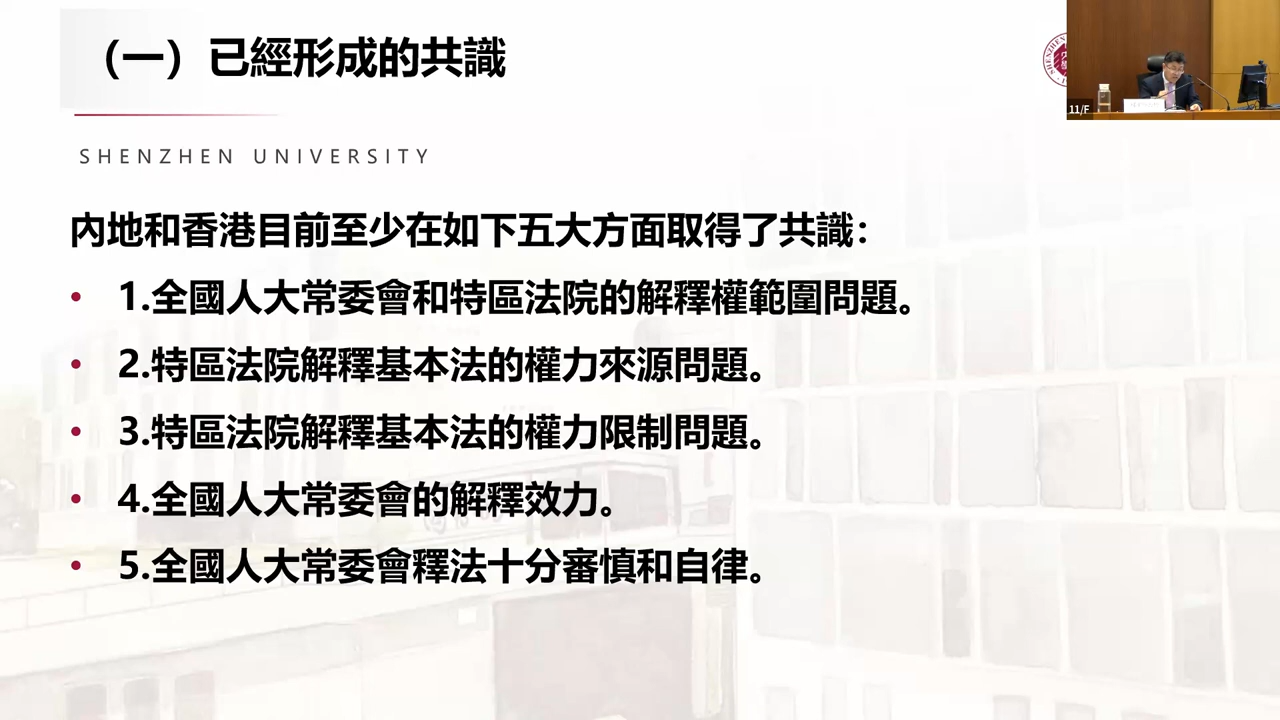 （一）已經形成的共識
SHENZHEN UNIVERSITY
內地和香港目前至少在如下五大方面取得了共識：
• 1.全國人大常委會和特區法院的解釋權範圍問題。
• 2.特區法院解釋基本法的權力來源問題。
• 3.特區法院解釋基本法的權力限制問題。
• 4.全國人大常委會的解釋效力。
• 5.全國人大常委會釋法十分審慎和自律。
11/F